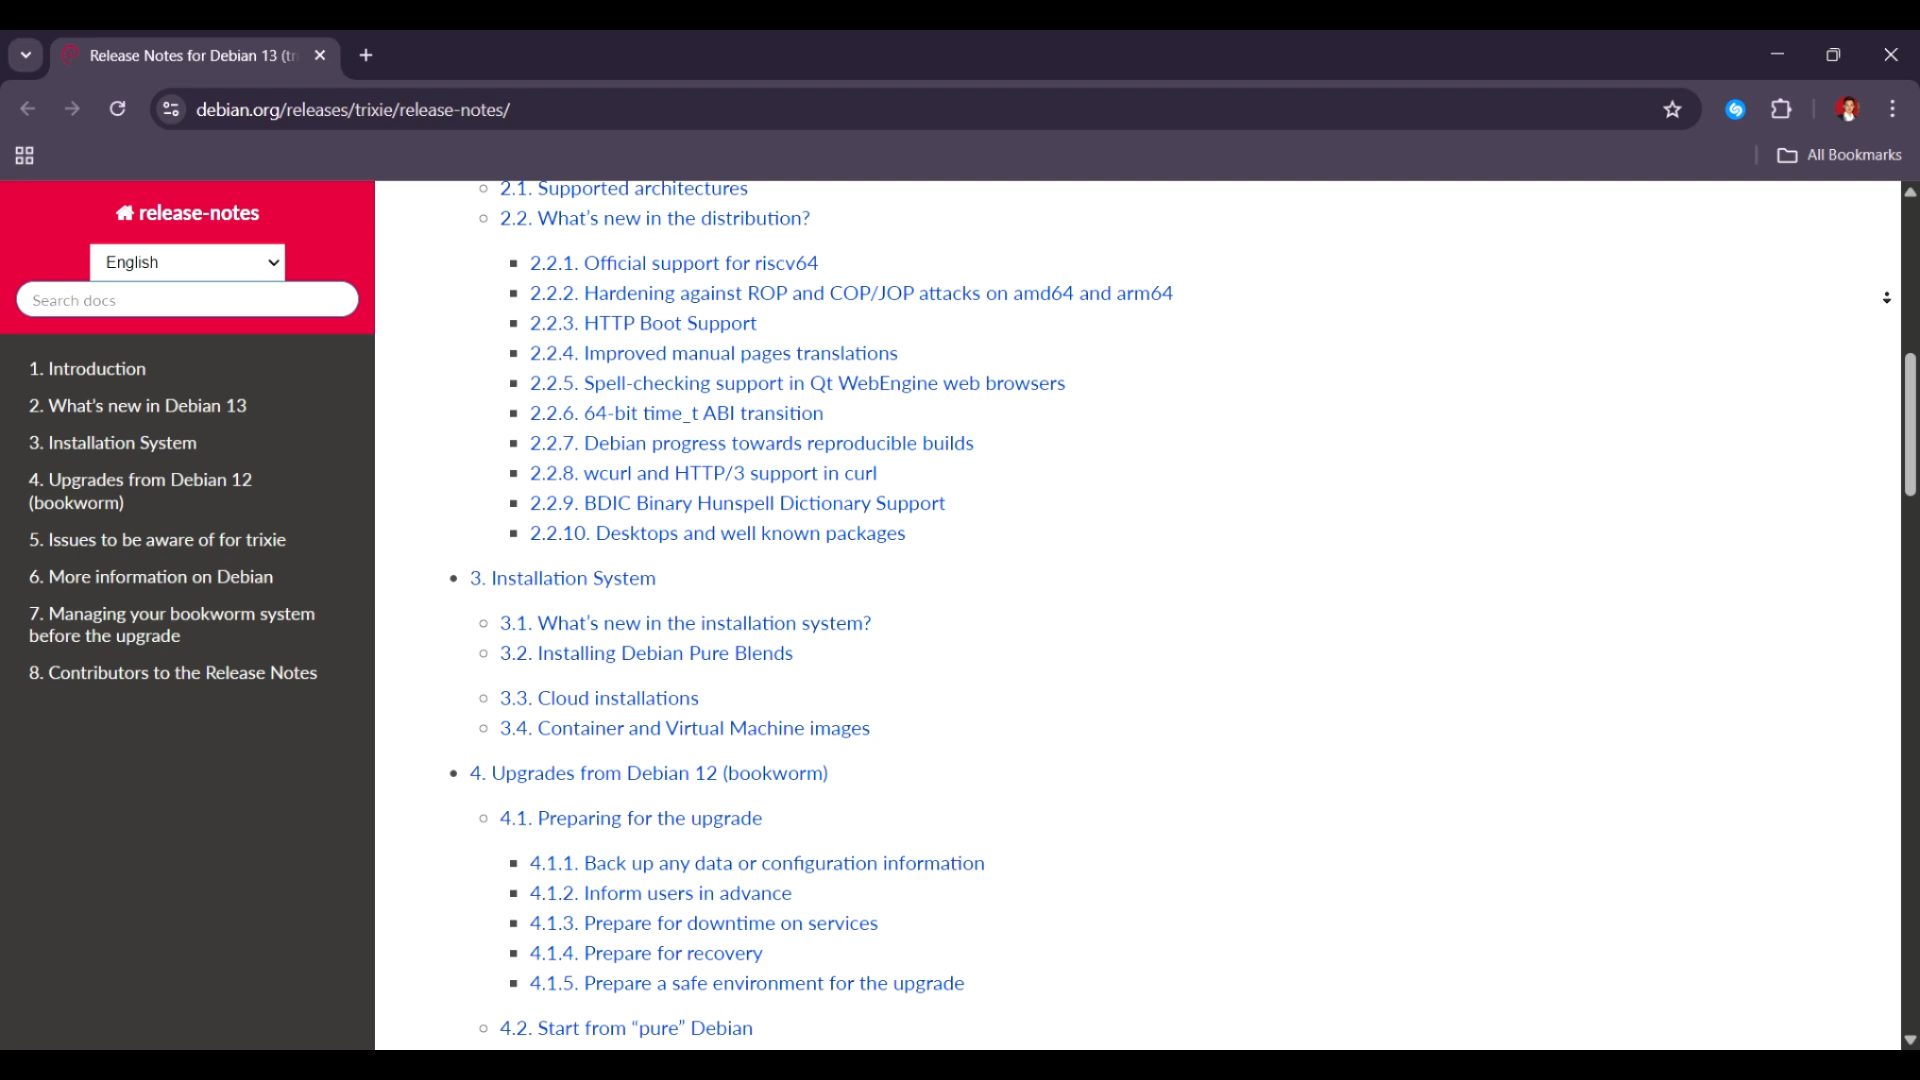 Release Notes for Debian 13 (tri
debian.org/releases/trixie/release-notes/
All Bookmarks
release-notes
English
Search docs
1. Introduction
2. What's new in Debian 13
3. Installation System
4. Upgrades from Debian 12
(bookworm)
5. Issues to be aware of for trixie
6. More information on Debian
7. Managing your bookworm system
before the upgrade
8. Contributors to the Release Notes
2.1. Supported architectures
2.2. What’s new in the distribution?
2.2.1. Official support for riscv64
2.2.2. Hardening against ROP and COP/JOP attacks on amd64 and arm64
2.2.3. HTTP Boot Support
2.2.4. Improved manual pages translations
2.2.5. Spell-checking support in Qt WebEngine web browsers
2.2.6. 64-bit time_t ABI transition
2.2.7. Debian progress towards reproducible builds
2.2.8. wcurl and HTTP/3 support in curl
2.2.9. BDIC Binary Hunspell Dictionary Support
2.2.10. Desktops and well known packages
3. Installation System
3.1. What’s new in the installation system?
3.2. Installing Debian Pure Blends
3.3. Cloud installations
3.4. Container and Virtual Machine images
4. Upgrades from Debian 12 (bookworm)
4.1. Preparing for the upgrade
4.1.1. Back up any data or configuration information
4.1.2. Inform users in advance
4.1.3. Prepare for downtime on services
4.1.4. Prepare for recovery
4.1.5. Prepare a safe environment for the upgrade
4.2. Start from “pure” Debian